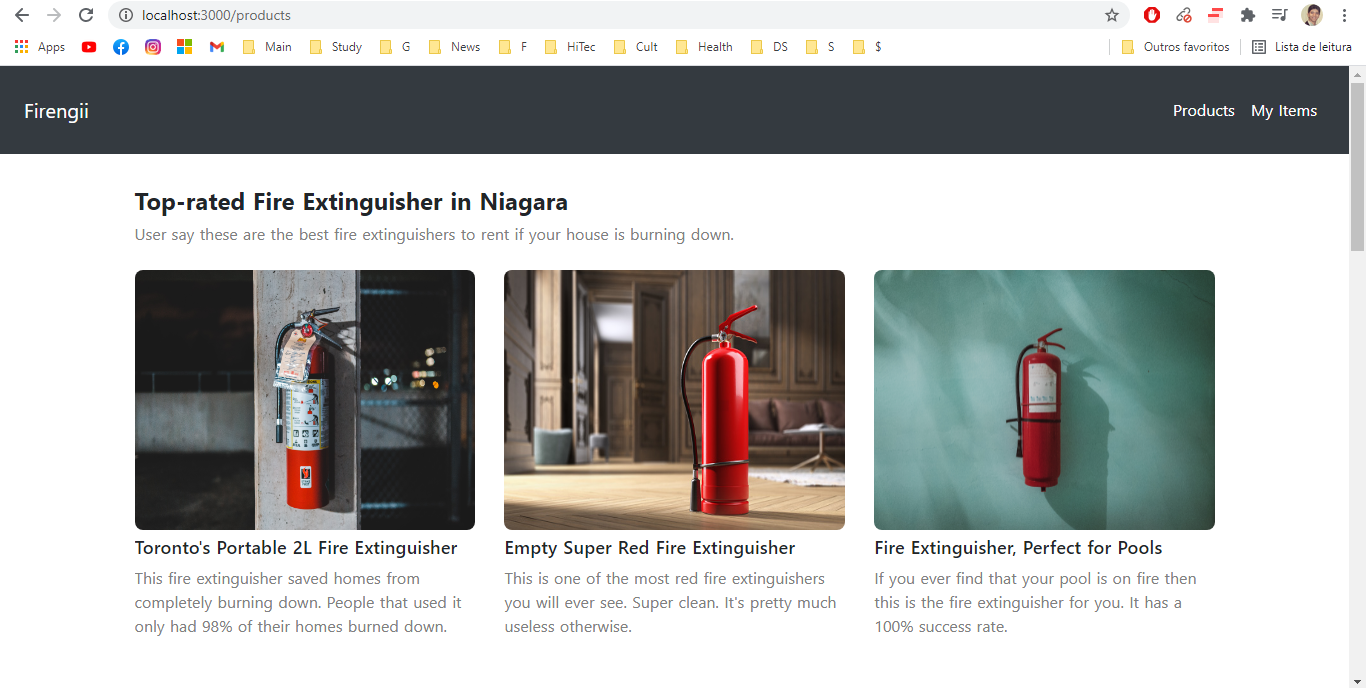 localhost:3000/products
Apps
Main
Study
G
News
F
HiTec
Cult
Health
DS
S
$
Outros favoritos
Lista de leitura
Firengii
Products
My Items
Top-rated Fire Extinguisher in Niagara
User say these are the best fire extinguishers to rent if your house is burning down.
Toronto's Portable 2L Fire Extinguisher
This fire extinguisher saved homes from
completely burning down. People that used it
only had 98% of their homes burned down.
Empty Super Red Fire Extinguisher
This is one of the most red fire extinguishers
you will ever see. Super clean. It's pretty much
useless otherwise.
Fire Extinguisher, Perfect for Pools
If you ever find that your pool is on fire then
this is the fire extinguisher for you. It has a
100% success rate.